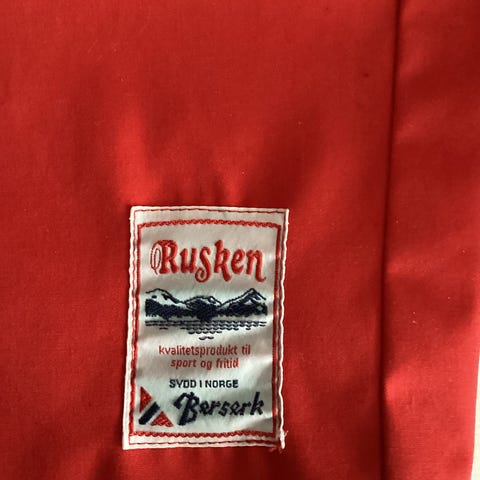 Rusken
kvalitetsprodukt til
sport og fritid
SYDD I NORGE
Berserk